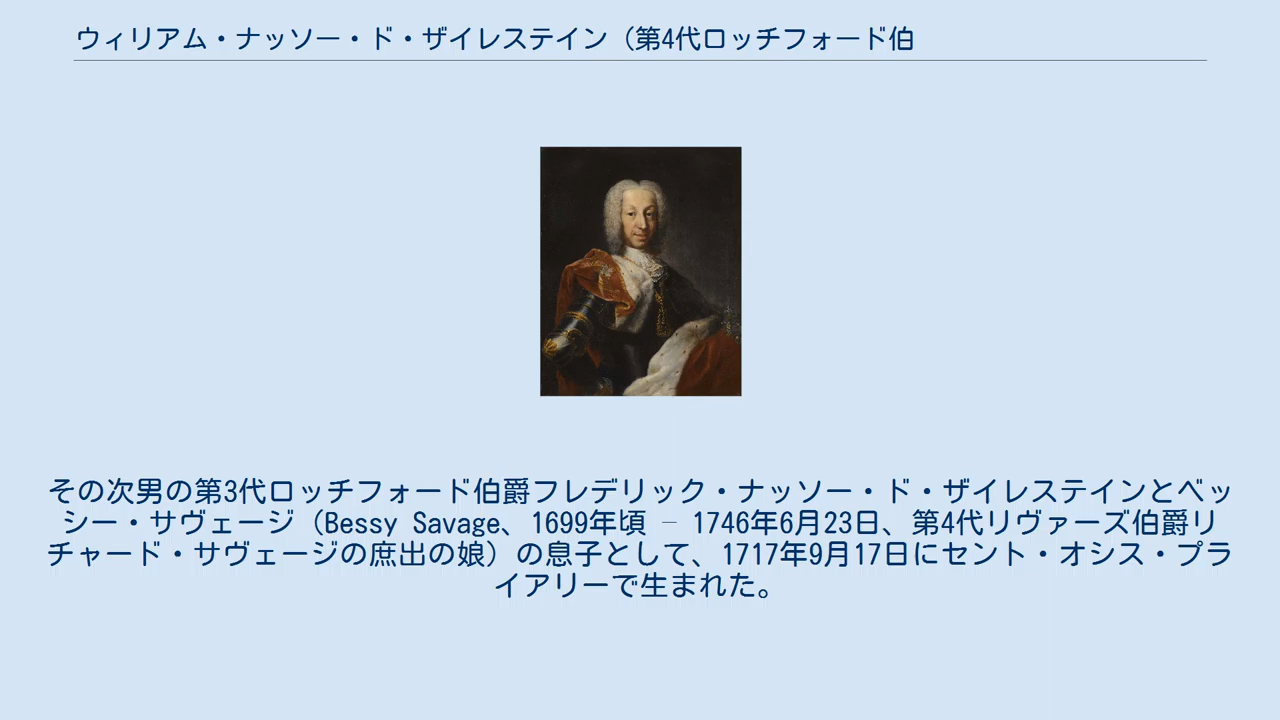 ウィリアム・ナッソー・ド・ザイレステイン（第4代ロッチフォード伯
その次男の第3代ロッチフォード伯爵フレデリック・ナッソー・ド・ザイレステインとベッ
シー・サヴェージ（Bessy Savage、1699年頃 – 1746年6月23日、第4代リヴァーズ伯爵リ
チャード・サヴェージの庶出の娘）の息子として、1717年9月17日にセント・オシス・プラ
イアリーで生まれた。